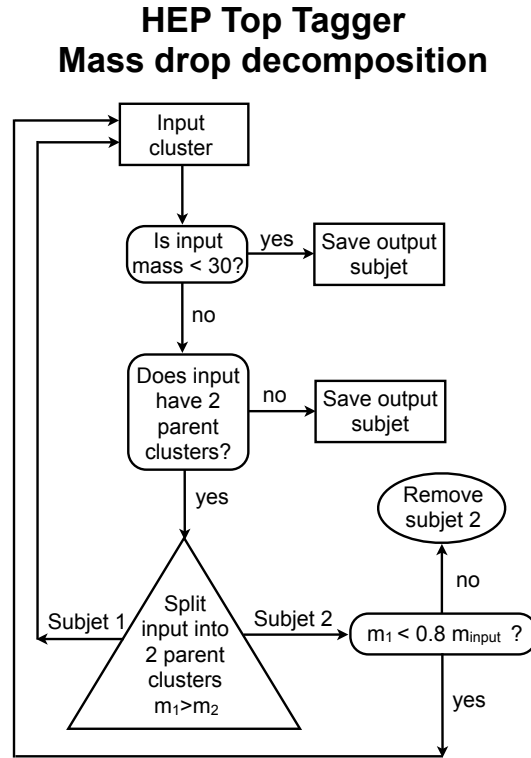 HEP Top Tagger
Mass drop decomposition
Input
cluster
Is input
mass < 30?
yes
Save output
subjet
no
Does input
have 2
parent
clusters?
no
Save output
subjet
yes
Remove
subjet 2
no
Subjet 1
Split
input into
2 parent
clusters
m₁>m₂
Subjet 2
m₁ < 0.8 mᵢₙₚᵤₜ ?
yes